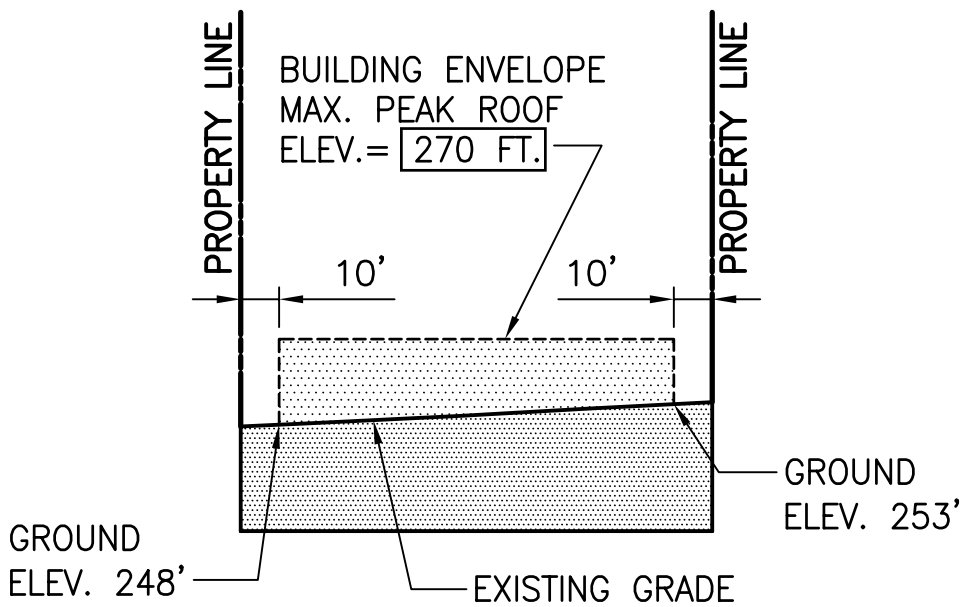 PROPERTY LINE
BUILDING ENVELOPE
MAX. PEAK ROOF
ELEV.= 270 FT.
PROPERTY LINE
10'
10'
GROUND
ELEV. 253'
GROUND
ELEV. 248'
EXISTING GRADE